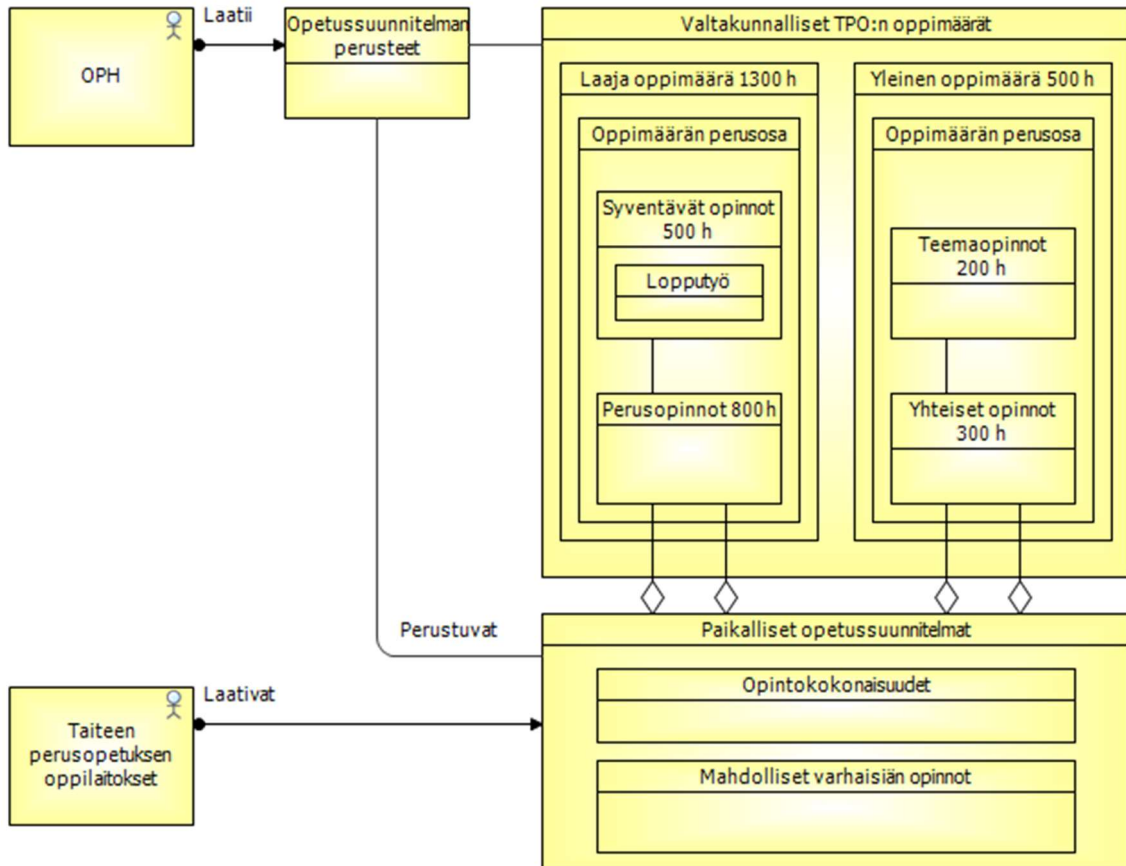 Laatii
OPH
Opetussuunnitelman
perusteet
Valtakunnalliset TPO:n oppimäärät
Laaja oppimäärä 1300 h
Oppimäärän perusosa
Syventävät opinnot
500 h
Lopputyö
Perusopinnot 800 h
Yleinen oppimäärä 500 h
Oppimäärän perusosa
Teemaopinnot
200 h
Yhteiset opinnot
300 h
Perustuvat
Paikalliset opetussuunnitelmat
Opintokokonaisuudet
Mahdolliset varhaisiän opinnot
Laativat
Taiteen
perusopetuksen
oppilaitokset